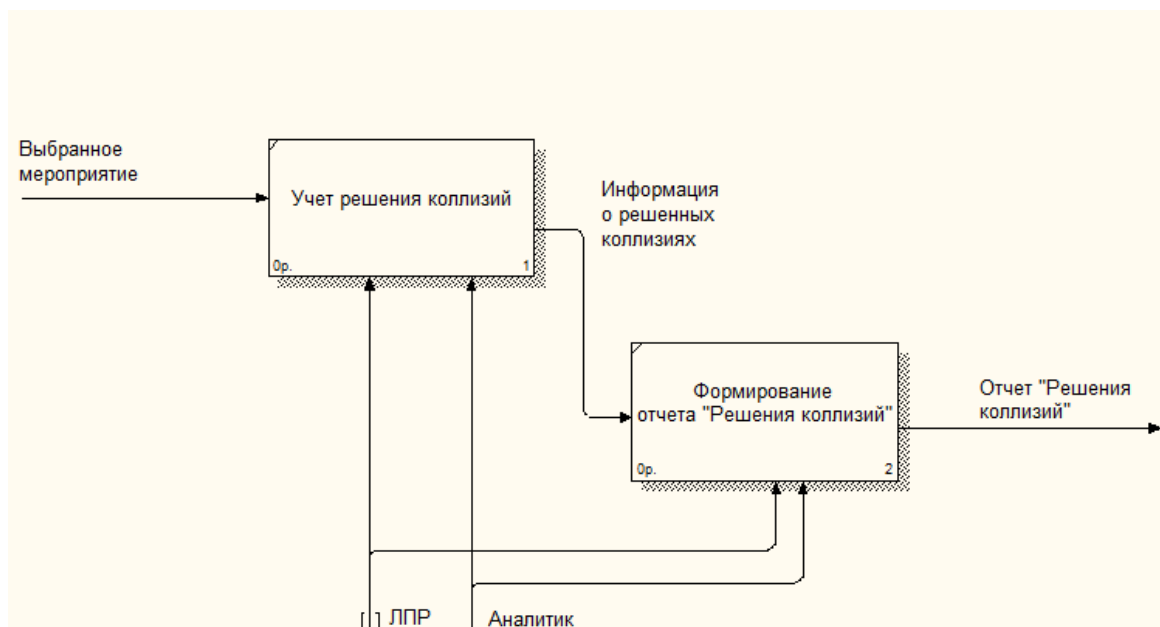 Выбранное
мероприятие
Учет решения коллизий
0р.
1
Информация
о решенных
коллизиях
Формирование
отчета "Решения коллизий"
0р.
2
Отчет "Решения
коллизий"
ЛПР
Аналитик